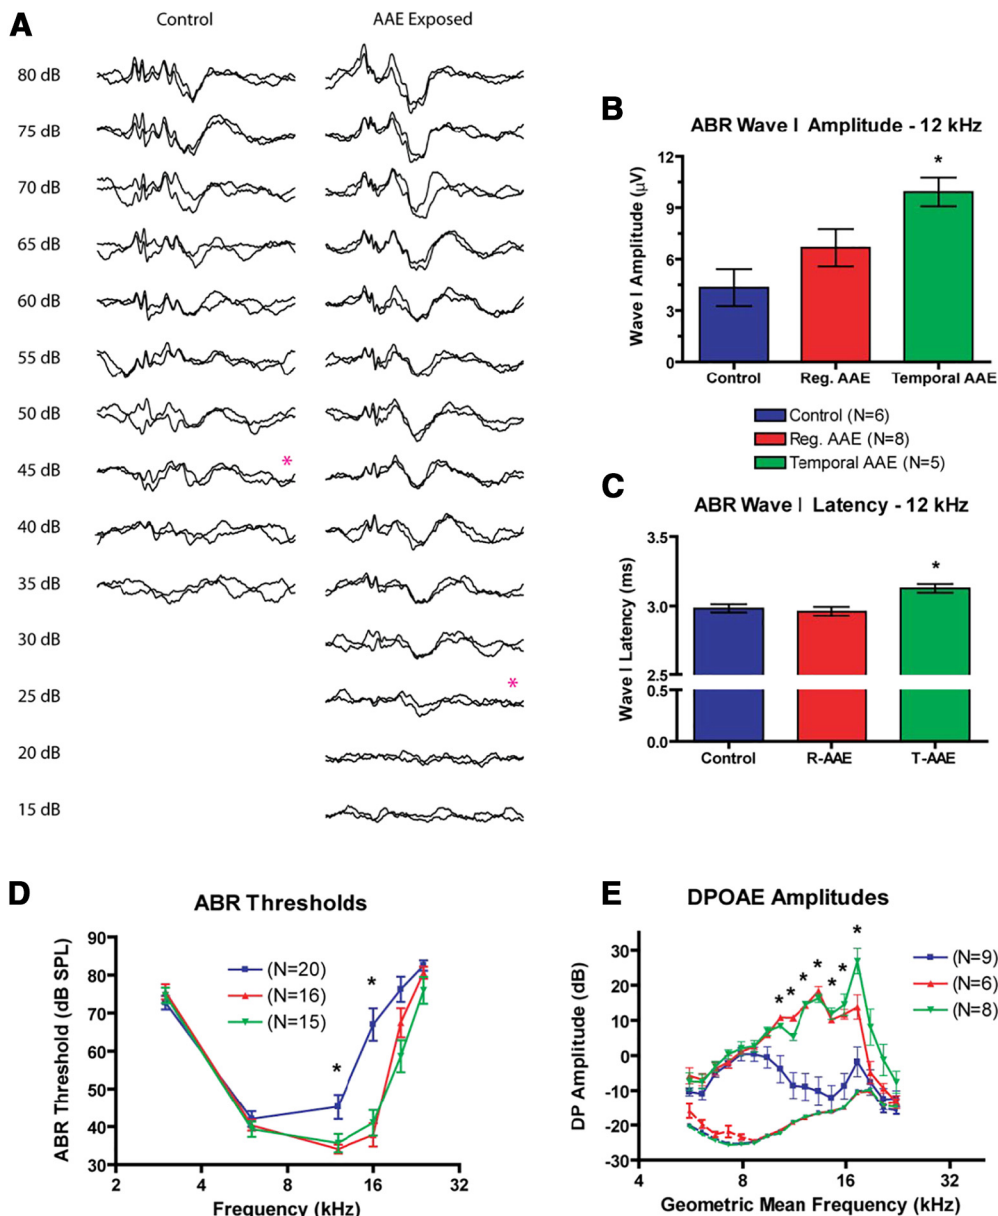 A
Control
AAE Exposed
80 dB
75 dB
70 dB
65 dB
60 dB
55 dB
50 dB
45 dB
*
40 dB
35 dB
30 dB
25 dB
*
20 dB
15 dB
B
ABR Wave I Amplitude - 12 kHz
Wave I Amplitude (µV)
12
9
6
3
0
*
Control
Reg. AAE
Temporal AAE
Control (N=6)
Reg. AAE (N=8)
Temporal AAE (N=5)
C
ABR Wave I Latency - 12 kHz
Wave I Latency (ms)
3.5
3.0
2.5
0.5
0.0
*
Control
R-AAE
T-AAE
D
ABR Thresholds
ABR Threshold (dB SPL)
90
80
70
60
50
40
30
(N=20)
(N=16)
(N=15)
*
*
2
4
8
16
32
Frequency (kHz)
E
DPOAE Amplitudes
DP Amplitude (dB)
30
20
10
0
-10
-20
-30
* * * * * * *
(N=9)
(N=6)
(N=8)
4
8
16
32
Geometric Mean Frequency (kHz)